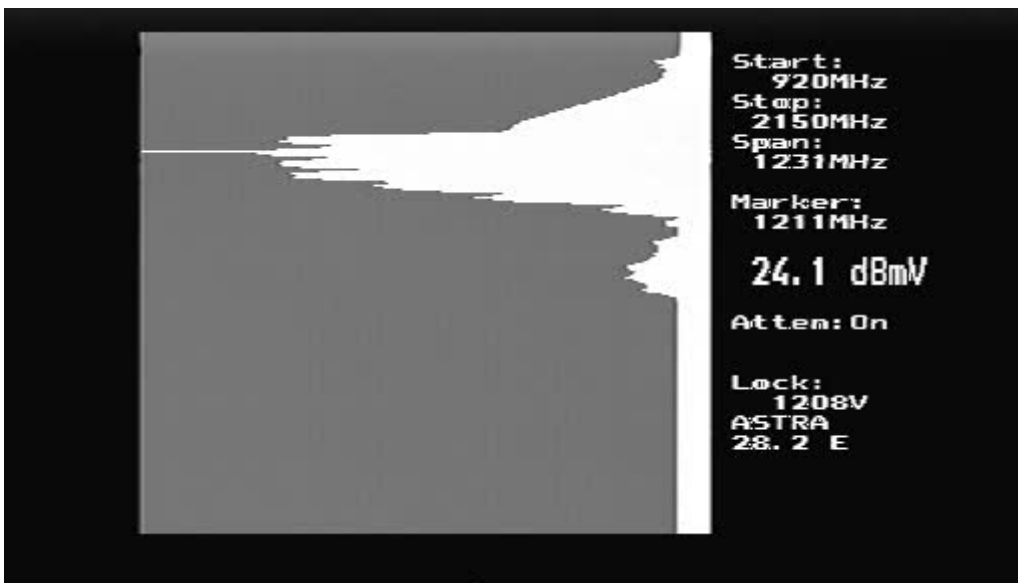 Start:
920MHz
Stop:
2150MHz
Span:
1231MHz
Marker:
1211MHz
24.1 dBmV
Atten:On
Lock:
1208V
ASTRA
28.2 E